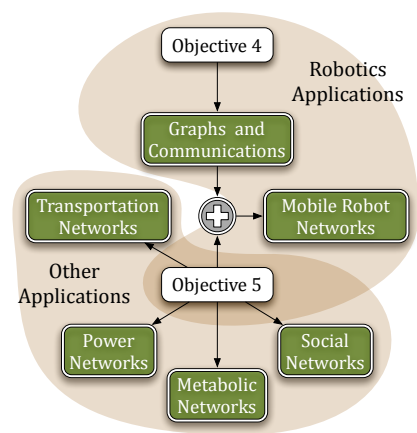 Objective 4
Robotics
Applications
Graphs and
Communications
Transportation
Networks
Mobile Robot
Networks
Other
Applications
Objective 5
Power
Networks
Social
Networks
Metabolic
Networks